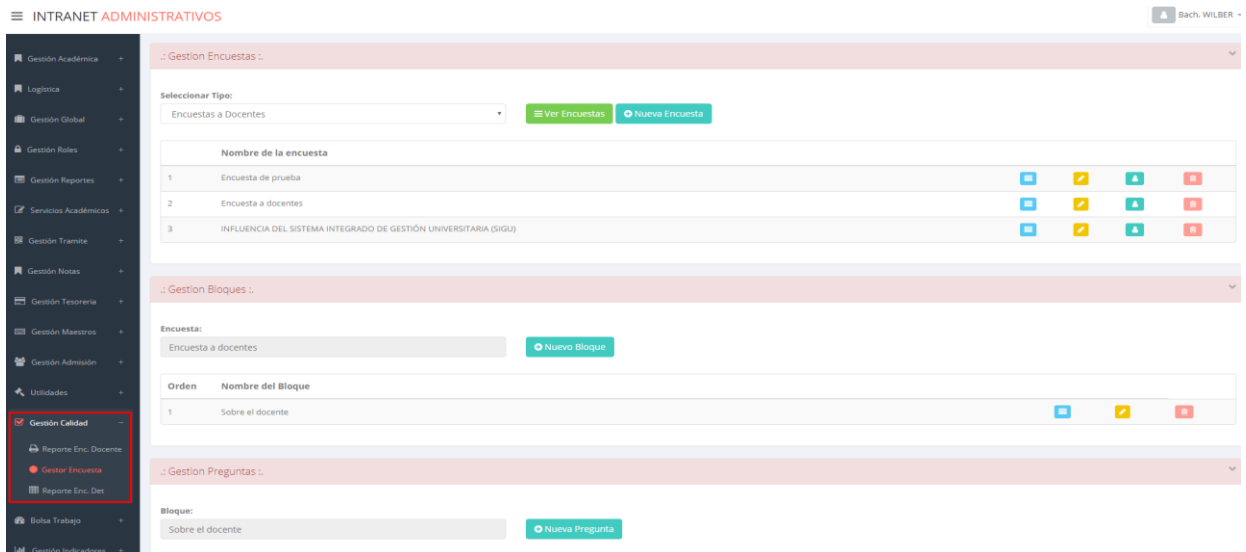 INTRANET ADMINISTRATIVOS
Bach. WILBER
Gestión Académica +
Logística +
Gestión Global +
Gestión Roles +
Gestión Reportes +
Servicios Académicos +
Gestión Tramite +
Gestión Notas +
Gestión Tesoreria +
Gestión Maestros +
Gestión Admisión +
Utilidades +
Gestión Calidad −
Reporte Enc. Docente
Gestor Encuesta
Reporte Enc. Det
Bolsa Trabajo +
Gestión Indicadores +
.: Gestion Encuestas :.
Seleccionar Tipo:
Encuestas a Docentes
Ver Encuestas
Nueva Encuesta
Nombre de la encuesta
1 Encuesta de prueba
2 Encuesta a docentes
3 INFLUENCIA DEL SISTEMA INTEGRADO DE GESTIÓN UNIVERSITARIA (SIGU)
.: Gestion Bloques :.
Encuesta:
Encuesta a docentes
Nuevo Bloque
Orden Nombre del Bloque
1 Sobre el docente
.: Gestion Preguntas :.
Bloque:
Sobre el docente
Nueva Pregunta